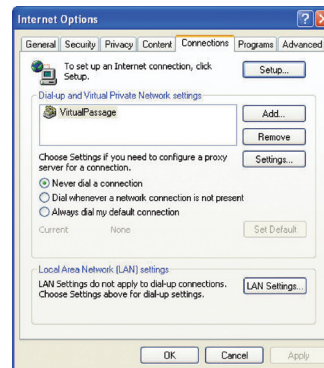 Internet Options
General Security Privacy Content Connections Programs Advanced
To set up an Internet connection, click Setup.
Setup...
Dial-up and Virtual Private Network settings
VirtualPassage
Add...
Remove
Choose Settings if you need to configure a proxy server for a connection.
Settings...
Never dial a connection
Dial whenever a network connection is not present
Always dial my default connection
Current None
Set Default
Local Area Network (LAN) settings
LAN Settings do not apply to dial-up connections. Choose Settings above for dial-up settings.
LAN Settings...
OK Cancel Apply